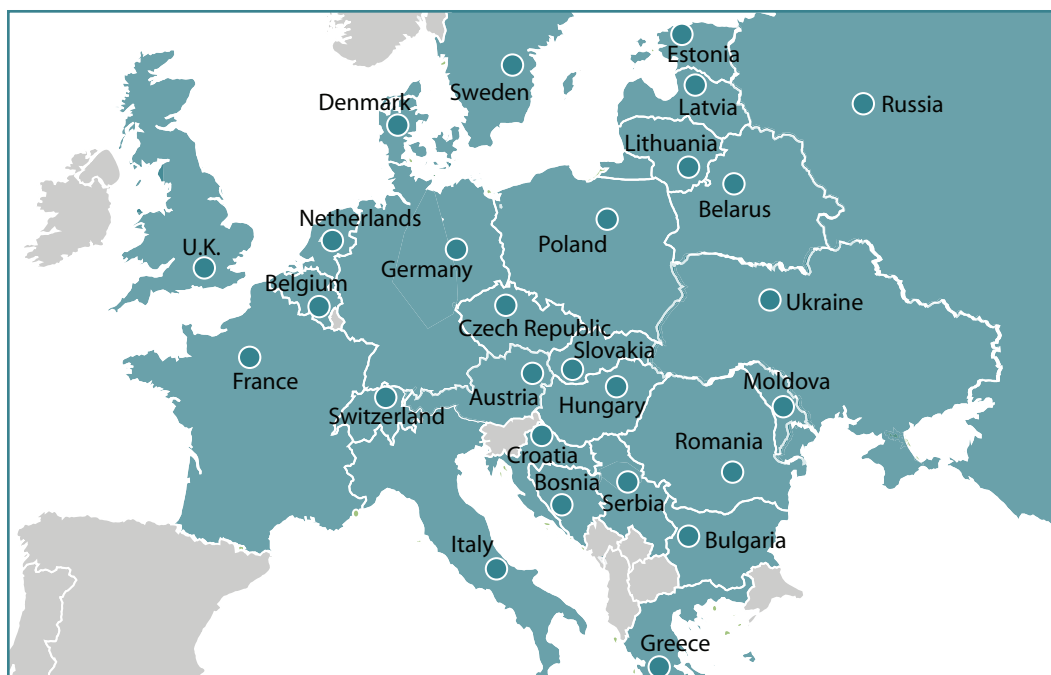 Estonia
Sweden
Denmark
Latvia
Russia
Lithuania
Belarus
Netherlands
Poland
U.K.
Germany
Belgium
Ukraine
Czech Republic
Slovakia
France
Moldova
Austria
Hungary
Switzerland
Romania
Croatia
Bosnia
Serbia
Bulgaria
Italy
Greece